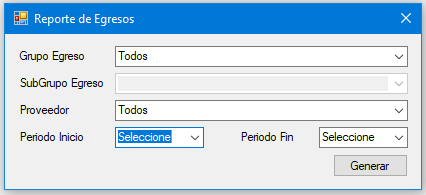 Reporte de Egresos
Grupo Egreso Todos
SubGrupo Egreso
Proveedor Todos
Periodo Inicio Seleccione Periodo Fin Seleccione
Generar